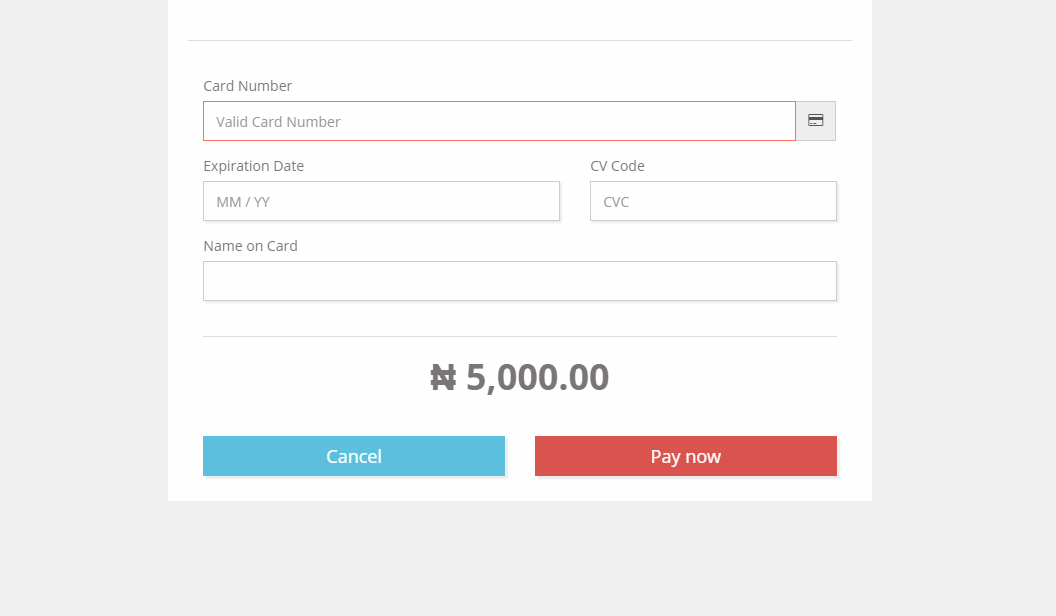 Card Number
Valid Card Number
Expiration Date CV Code
MM / YY CVC
Name on Card
₦ 5,000.00
Cancel Pay now